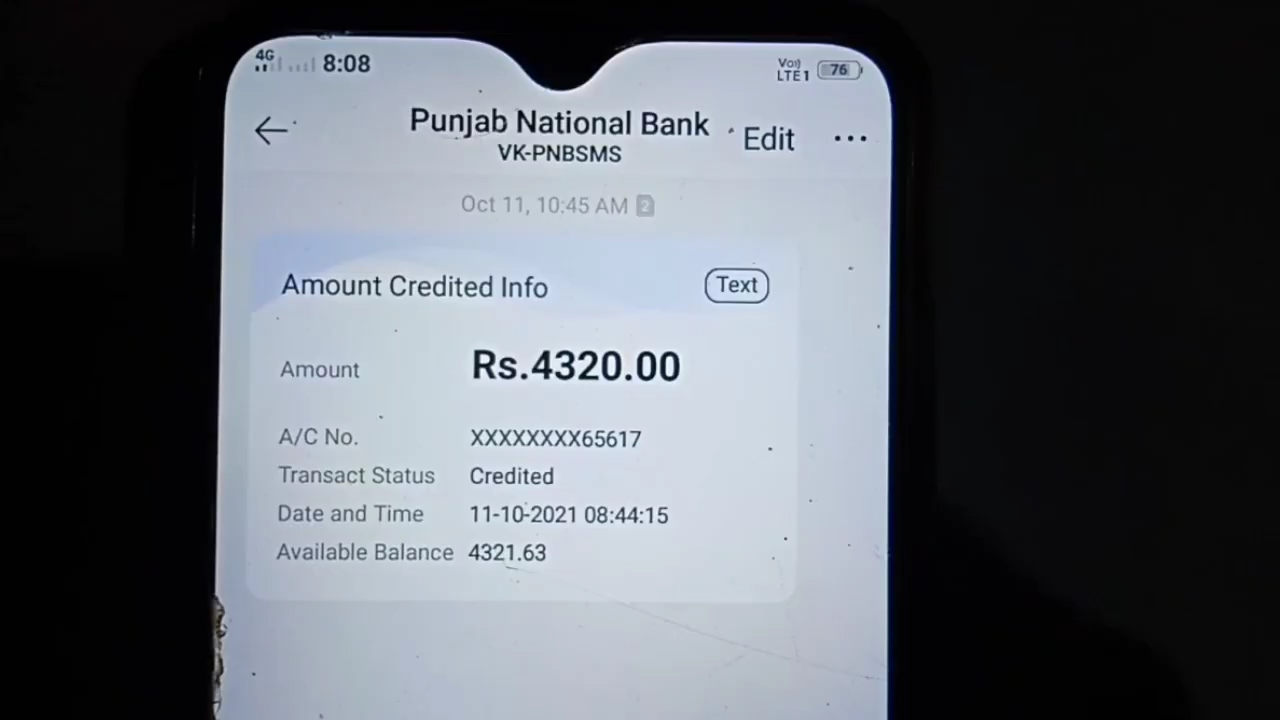 4G 8:08 Vo)) LTE1 76
Punjab National Bank Edit
VK-PNBSMS
Oct 11, 10:45 AM 2
Amount Credited Info Text
Amount Rs.4320.00
A/C No. XXXXXXXX65617
Transact Status Credited
Date and Time 11-10-2021 08:44:15
Available Balance 4321.63